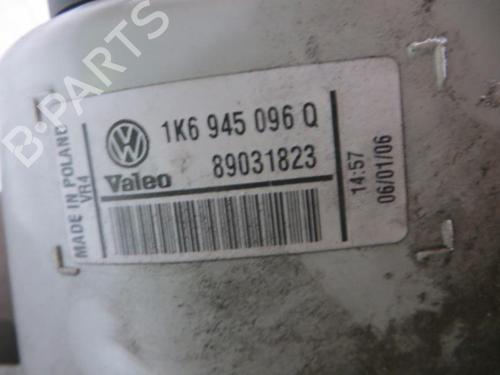 MADE IN POLAND
VR4
1K6 945 096 Q
Valeo
89031823
14:57
06/01/06
B-PARTS